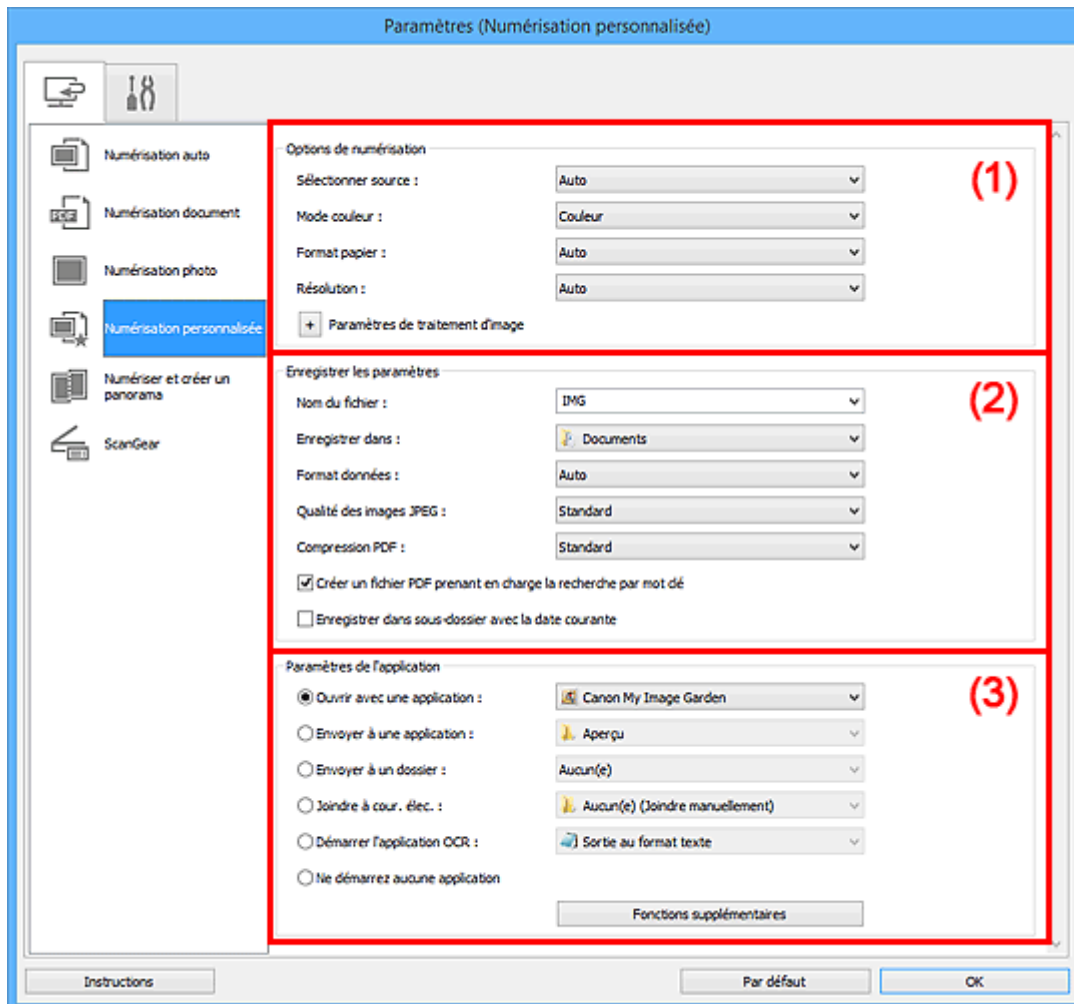 Paramètres (Numérisation personnalisée)
Numérisation auto
PDF
Numérisation document
Numérisation photo
Numérisation personnalisée
Numériser et créer un
panorama
ScanGear
Options de numérisation
(1)
Sélectionner source : Auto
Mode couleur : Couleur
Format papier : Auto
Résolution : Auto
+ Paramètres de traitement d'image
Enregistrer les paramètres
(2)
Nom du fichier : IMG
Enregistrer dans : Documents
Format données : Auto
Qualité des images JPEG : Standard
Compression PDF : Standard
Créer un fichier PDF prenant en charge la recherche par mot clé
Enregistrer dans sous-dossier avec la date courante
Paramètres de l'application
(3)
Ouvrir avec une application : Canon My Image Garden
Envoyer à une application : Aperçu
Envoyer à un dossier : Aucun(e)
Joindre à cour. élec. : Aucun(e) (Joindre manuellement)
Démarrer l'application OCR : Sortie au format texte
Ne démarrez aucune application
Fonctions supplémentaires
Instructions
Par défaut
OK